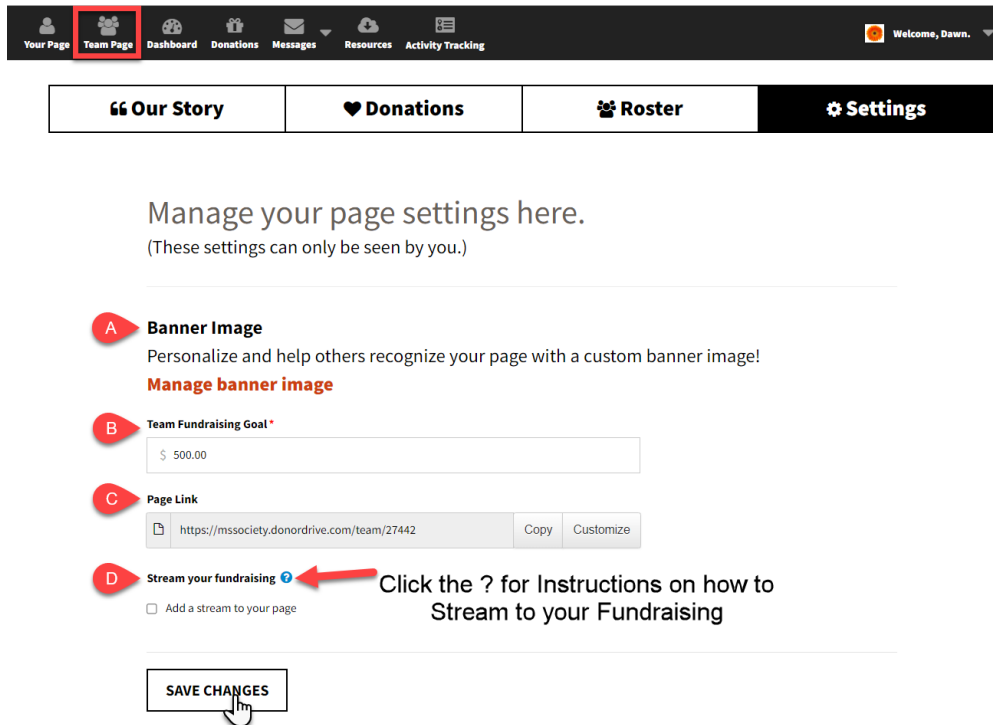 Your Page Team Page Dashboard Donations Messages Resources Activity Tracking Welcome, Dawn.
Our Story Donations Roster Settings
Manage your page settings here.
(These settings can only be seen by you.)
A Banner Image
Personalize and help others recognize your page with a custom banner image!
Manage banner image
B Team Fundraising Goal*
$ 500.00
C Page Link
https://mssociety.donordrive.com/team/27442 Copy Customize
D Stream your fundraising ? Click the ? for Instructions on how to
Add a stream to your page Stream to your Fundraising
SAVE CHANGES